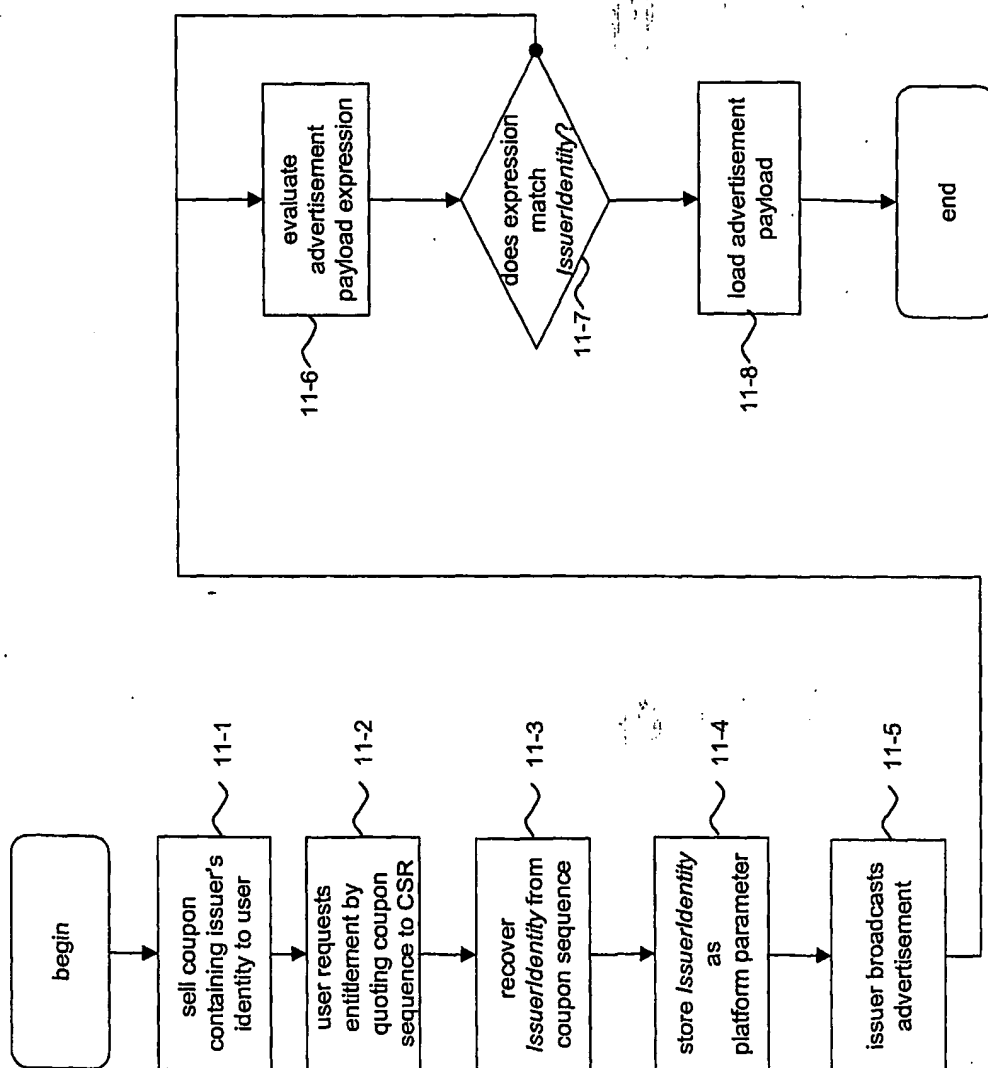 begin
sell coupon
containing issuer's
identity to user
11-1
user requests
entitlement by
quoting coupon
sequence to CSR
11-2
recover
IssuerIdentity from
coupon sequence
11-3
store IssuerIdentity
as
platform parameter
11-4
issuer broadcasts
advertisement
11-5
evaluate
advertisement
payload expression
11-6
does expression
match
IssuerIdentity?
11-7
load advertisement
payload
11-8
end